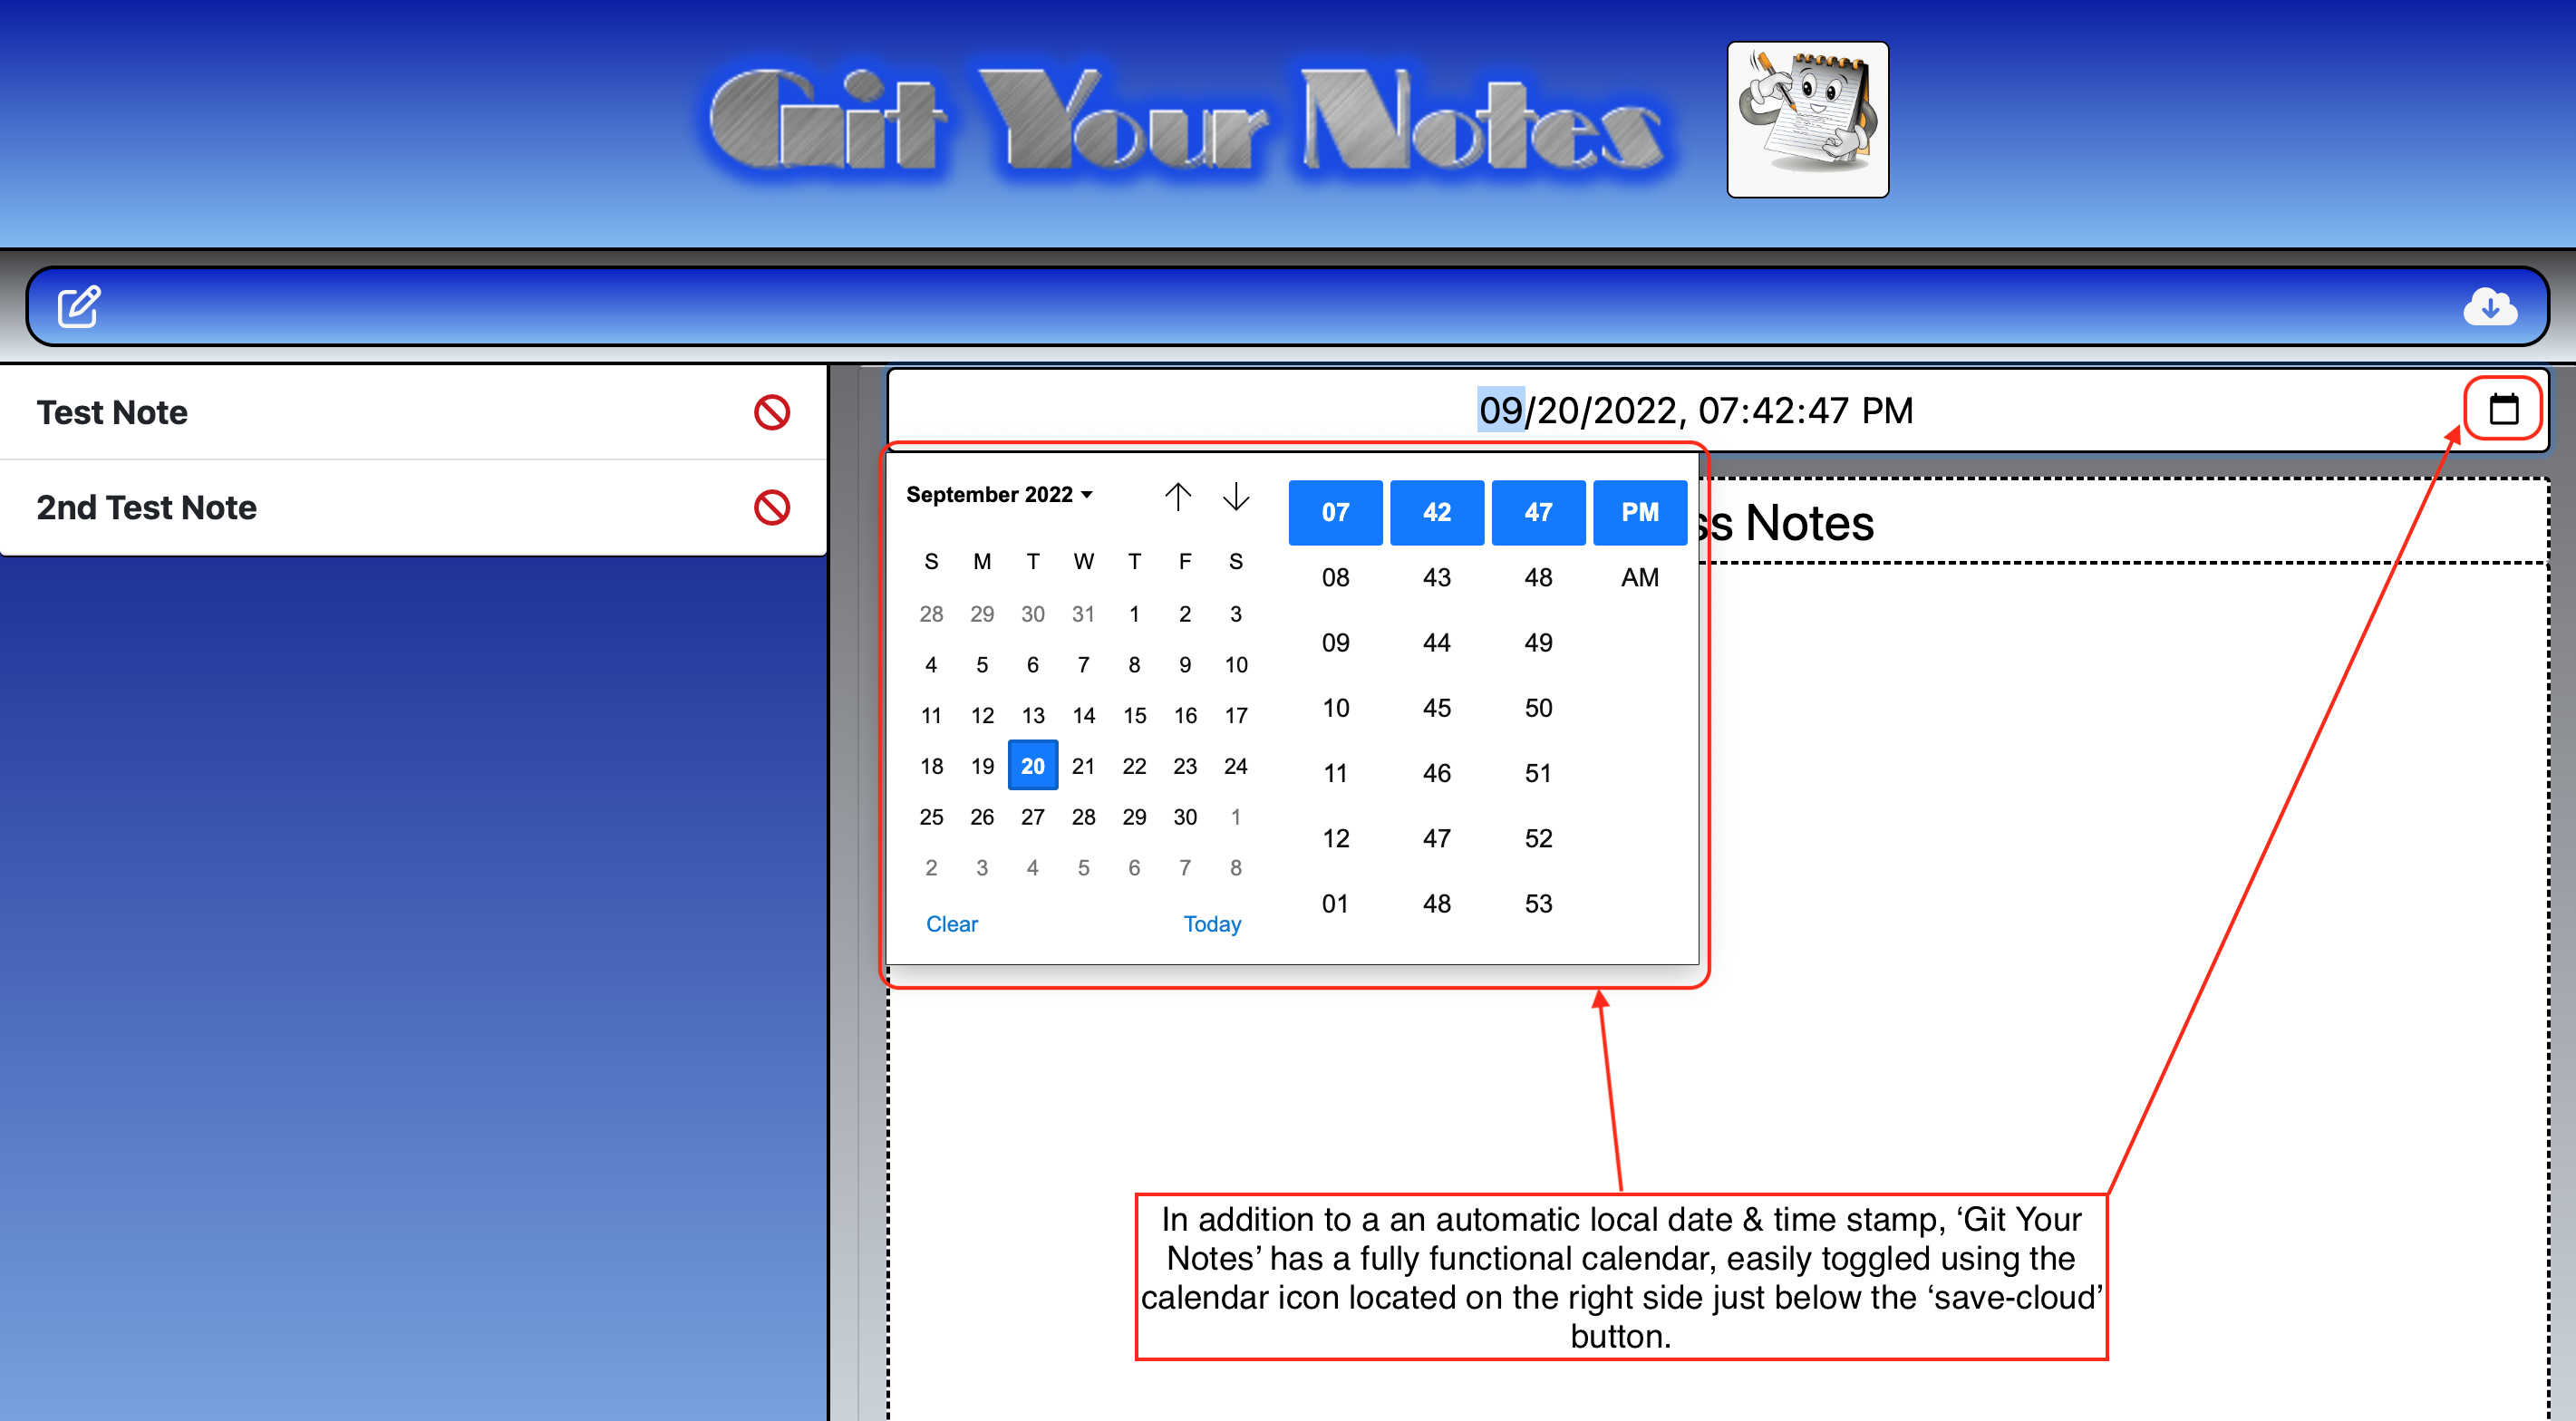 Git Your Notes
Test Note
2nd Test Note
09/20/2022, 07:42:47 PM
ss Notes
September 2022
S M T W T F S
28 29 30 31 1 2 3
4 5 6 7 8 9 10
11 12 13 14 15 16 17
18 19 20 21 22 23 24
25 26 27 28 29 30 1
2 3 4 5 6 7 8
Clear Today
07 42 47 PM
08 43 48 AM
09 44 49
10 45 50
11 46 51
12 47 52
01 48 53
In addition to a an automatic local date & time stamp, ‘Git Your
Notes’ has a fully functional calendar, easily toggled using the
calendar icon located on the right side just below the ‘save-cloud’
button.